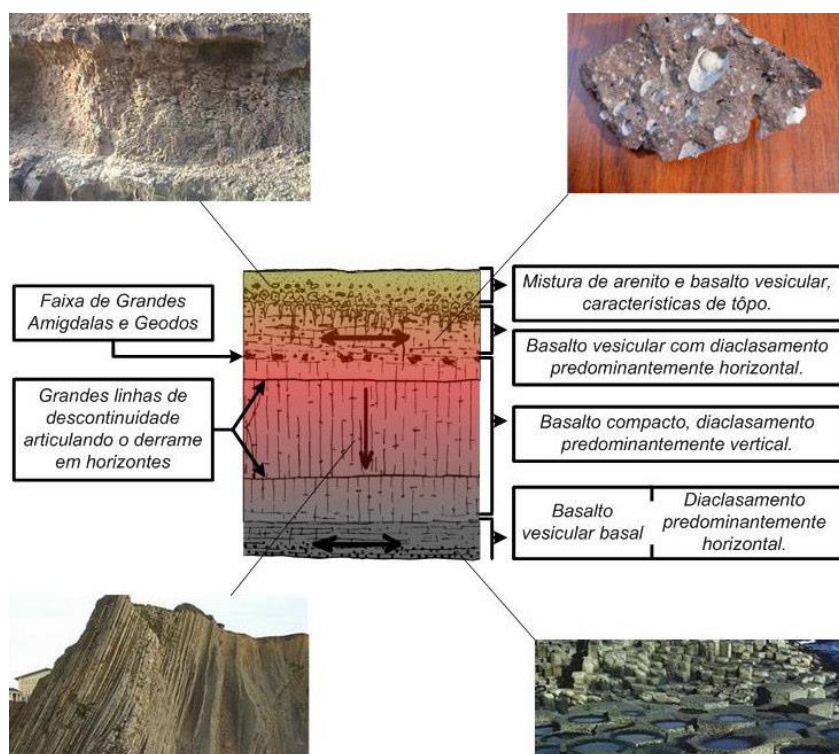 Faixa de Grandes
Amigdalas e Geodos
Grandes linhas de
descontinuidade
articulando o derrame
em horizontes
Mistura de arenito e basalto vesicular,
características de tôpo.
Basalto vesicular com diaclasamento
predominantemente horizontal.
Basalto compacto, diaclasamento
predominantemente vertical.
Basalto
vesicular basal
Diaclasamento
predominantemente
horizontal.